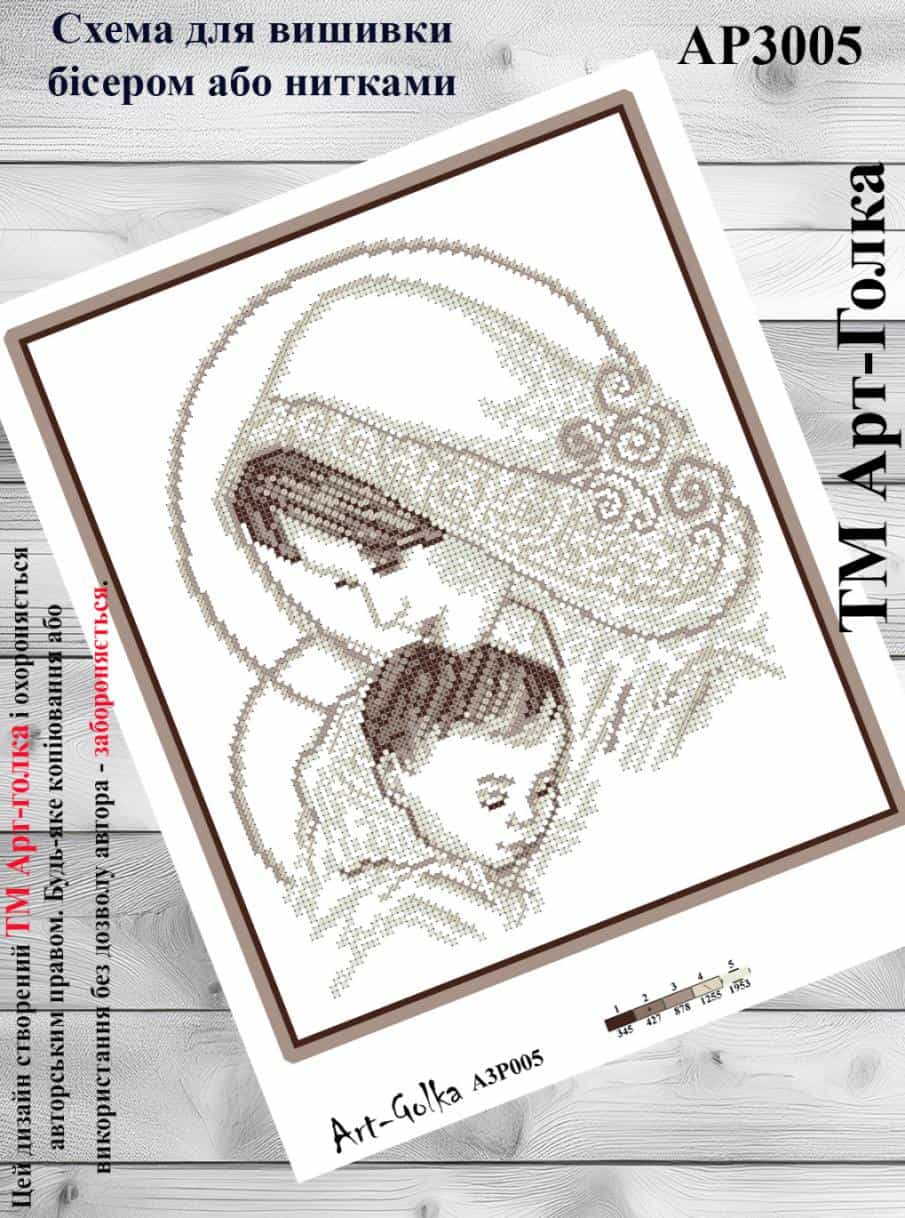 Схема для вишивки
бісером або нитками
АР3005
ТМ Арт-Голка
Цей дизайн створений ТМ Арт-голка і охороняється
авторським правом. Будь-яке копіювання або
використання без дозволу автора - забороняється.
1 2 3 4 5
345 427 878 1255 1953
Art-Golka А3Р005